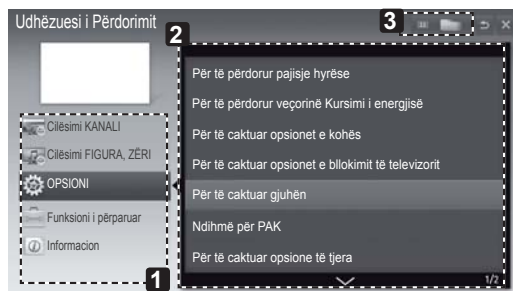 Udhëzuesi i Përdorimit
3
2
Për të përdorur pajisje hyrëse
Për të përdorur veçorinë Kursimi i energjisë
Për të caktuar opsionet e kohës
Për të caktuar opsionet e bllokimit të televizorit
Për të caktuar gjuhën
Ndihmë për PAK
Për të caktuar opsione të tjera
1/2
Cilësimi KANALI
Cilësimi FIGURA, ZËRI
OPSIONI
Funksioni i përparuar
Informacion
1